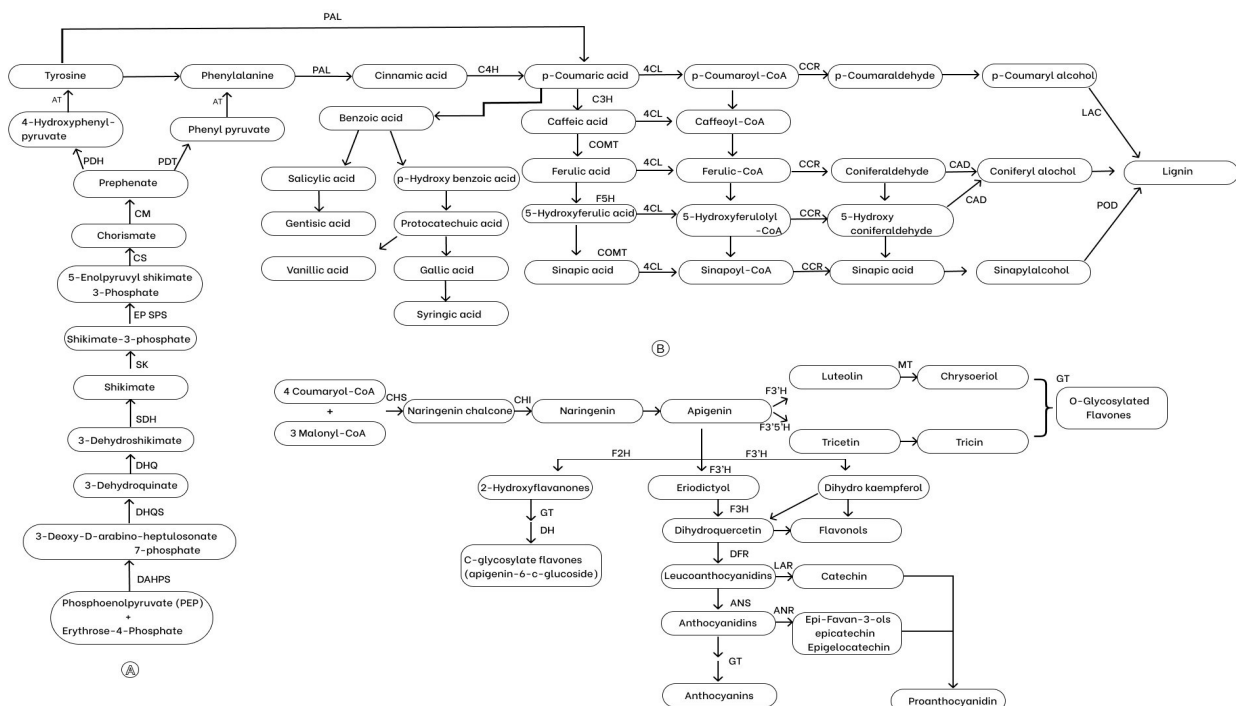 PAL
Tyrosine
Phenylalanine
PAL
Cinnamic acid
C4H
p-Coumaric acid
4CL
p-Coumaroyl-CoA
CCR
p-Coumaraldehyde
p-Coumaryl alcohol
AT
AT
C3H
LAC
4-Hydroxyphenyl-
pyruvate
Phenyl pyruvate
Benzoic acid
Caffeic acid
4CL
Caffeoyl-CoA
PDH
PDT
COMT
Prephenate
Salicylic acid
p-Hydroxy benzoic acid
Ferulic acid
4CL
Ferulic-CoA
CCR
Coniferaldehyde
CAD
Coniferyl alochol
Lignin
CM
F5H
CAD
POD
Chorismate
Gentisic acid
Protocatechuic acid
5-Hydroxyferulic acid
4CL
5-Hydroxyferulolyl
-CoA
CCR
5-Hydroxy
coniferaldehyde
CS
COMT
5-Enolpyruvyl shikimate
3-Phosphate
Vanillic acid
Gallic acid
Sinapic acid
4CL
Sinapoyl-CoA
CCR
Sinapic acid
Sinapylalcohol
EP SPS
Syringic acid
Shikimate-3-phosphate
SK
Shikimate
SDH
3-Dehydroshikimate
DHQ
3-Dehydroquinate
DHQS
3-Deoxy-D-arabino-heptulosonate
7-phosphate
DAHPS
Phosphoenolpyruvate (PEP)
+
Erythrose-4-Phosphate
A
B
4 Coumaryol-CoA
+
3 Malonyl-CoA
CHS
Naringenin chalcone
CHI
Naringenin
Apigenin
F3'H
F3'5'H
Luteolin
MT
Chrysoeriol
Tricetin
Tricin
GT
O-Glycosylated
Flavones
F2H
F3'H
F3'H
2-Hydroxyflavanones
Eriodictyol
Dihydro kaempferol
GT
F3H
DH
Dihydroquercetin
Flavonols
C-glycosylate flavones
(apigenin-6-c-glucoside)
DFR
Leucoanthocyanidins
LAR
Catechin
ANS
Anthocyanidins
ANR
Epi-Favan-3-ols
epicatechin
Epigelocatechin
GT
Anthocyanins
Proanthocyanidin